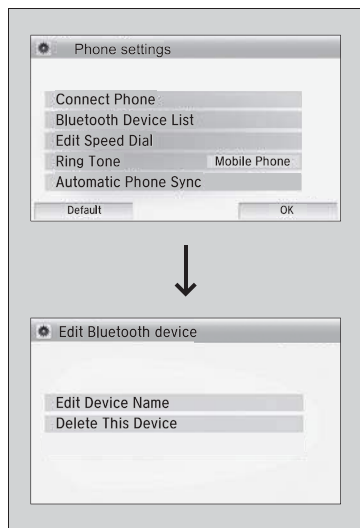 Phone settings
Connect Phone
Bluetooth Device List
Edit Speed Dial
Ring Tone Mobile Phone
Automatic Phone Sync
Default OK
Edit Bluetooth device
Edit Device Name
Delete This Device